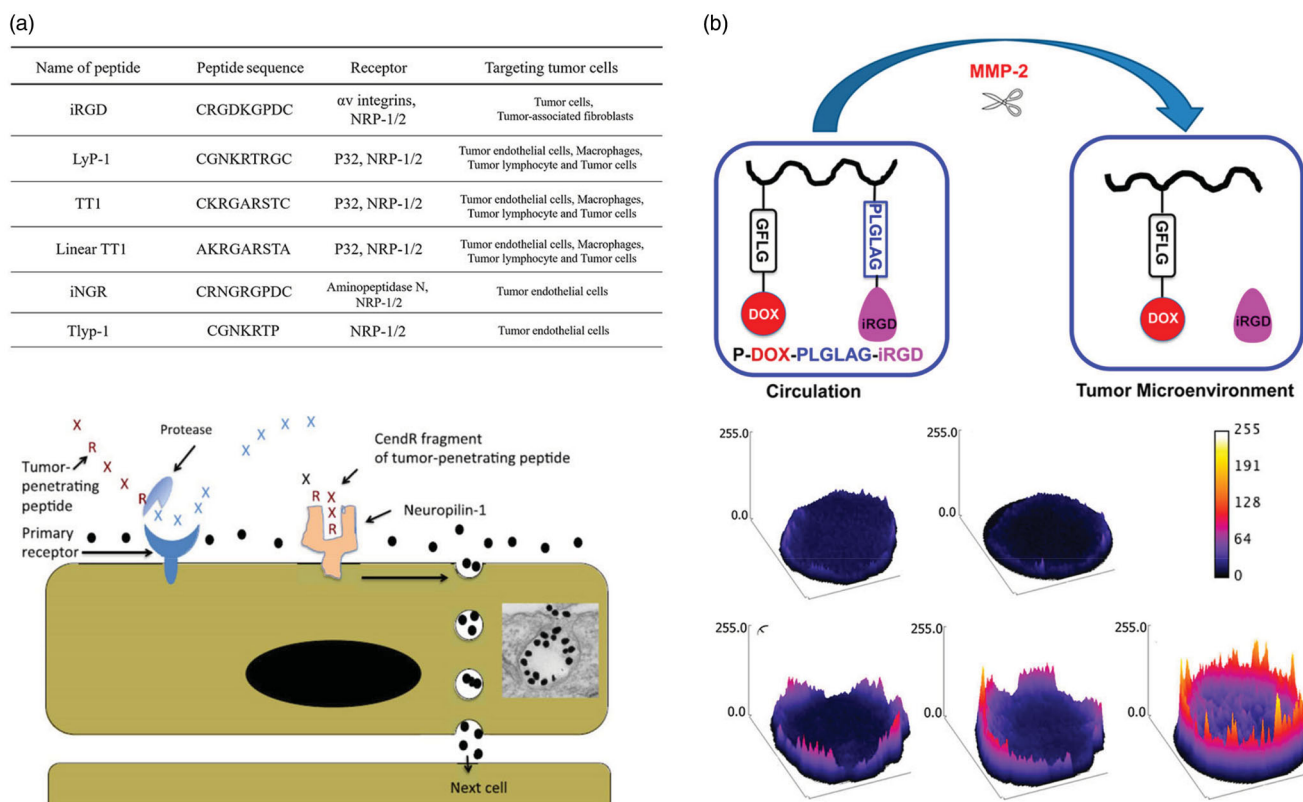 (a)
Name of peptide Peptide sequence Receptor Targeting tumor cells
iRGD CRGDKGPDC αv integrins, NRP-1/2 Tumor cells, Tumor-associated fibroblasts
LyP-1 CGNKRTRGC P32, NRP-1/2 Tumor endothelial cells, Macrophages, Tumor lymphocyte and Tumor cells
TT1 CKRGARSTC P32, NRP-1/2 Tumor endothelial cells, Macrophages, Tumor lymphocyte and Tumor cells
Linear TT1 AKRGARSTA P32, NRP-1/2 Tumor endothelial cells, Macrophages, Tumor lymphocyte and Tumor cells
iNGR CRNGRGPDC Aminopeptidase N, NRP-1/2 Tumor endothelial cells
Tlyp-1 CGNKRTP NRP-1/2 Tumor endothelial cells
X
R
X
X
R
X X X X
X X X X
Protease
Tumor-
penetrating
peptide
Primary
receptor
CendR fragment
of tumor-penetrating peptide
X
R X
X
R
Neuropilin-1
Next cell
(b)
MMP-2
GFLG
PLGLAG
DOX
iRGD
P-DOX-PLGLAG-iRGD
Circulation
GFLG
DOX
iRGD
Tumor Microenvironment
255.0
0.0
255.0
0.0
255
191
128
64
0
255.0
0.0
255.0
0.0
255.0
0.0